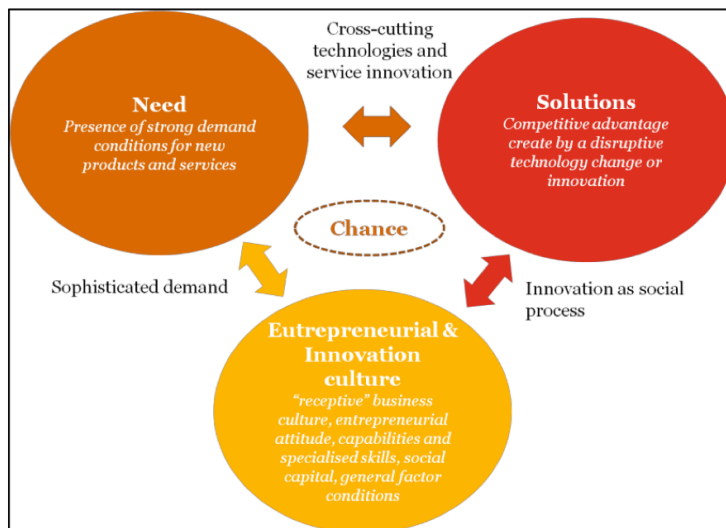 Cross-cutting
technologies and
service innovation
Need
Presence of strong demand
conditions for new
products and services
Solutions
Competitive advantage
create by a disruptive
technology change or
innovation
Chance
Sophisticated demand
Innovation as social
process
Eutrepreneurial &
Innovation
culture
“receptive” business
culture, entrepreneurial
attitude, capabilities and
specialised skills, social
capital, general factor
conditions